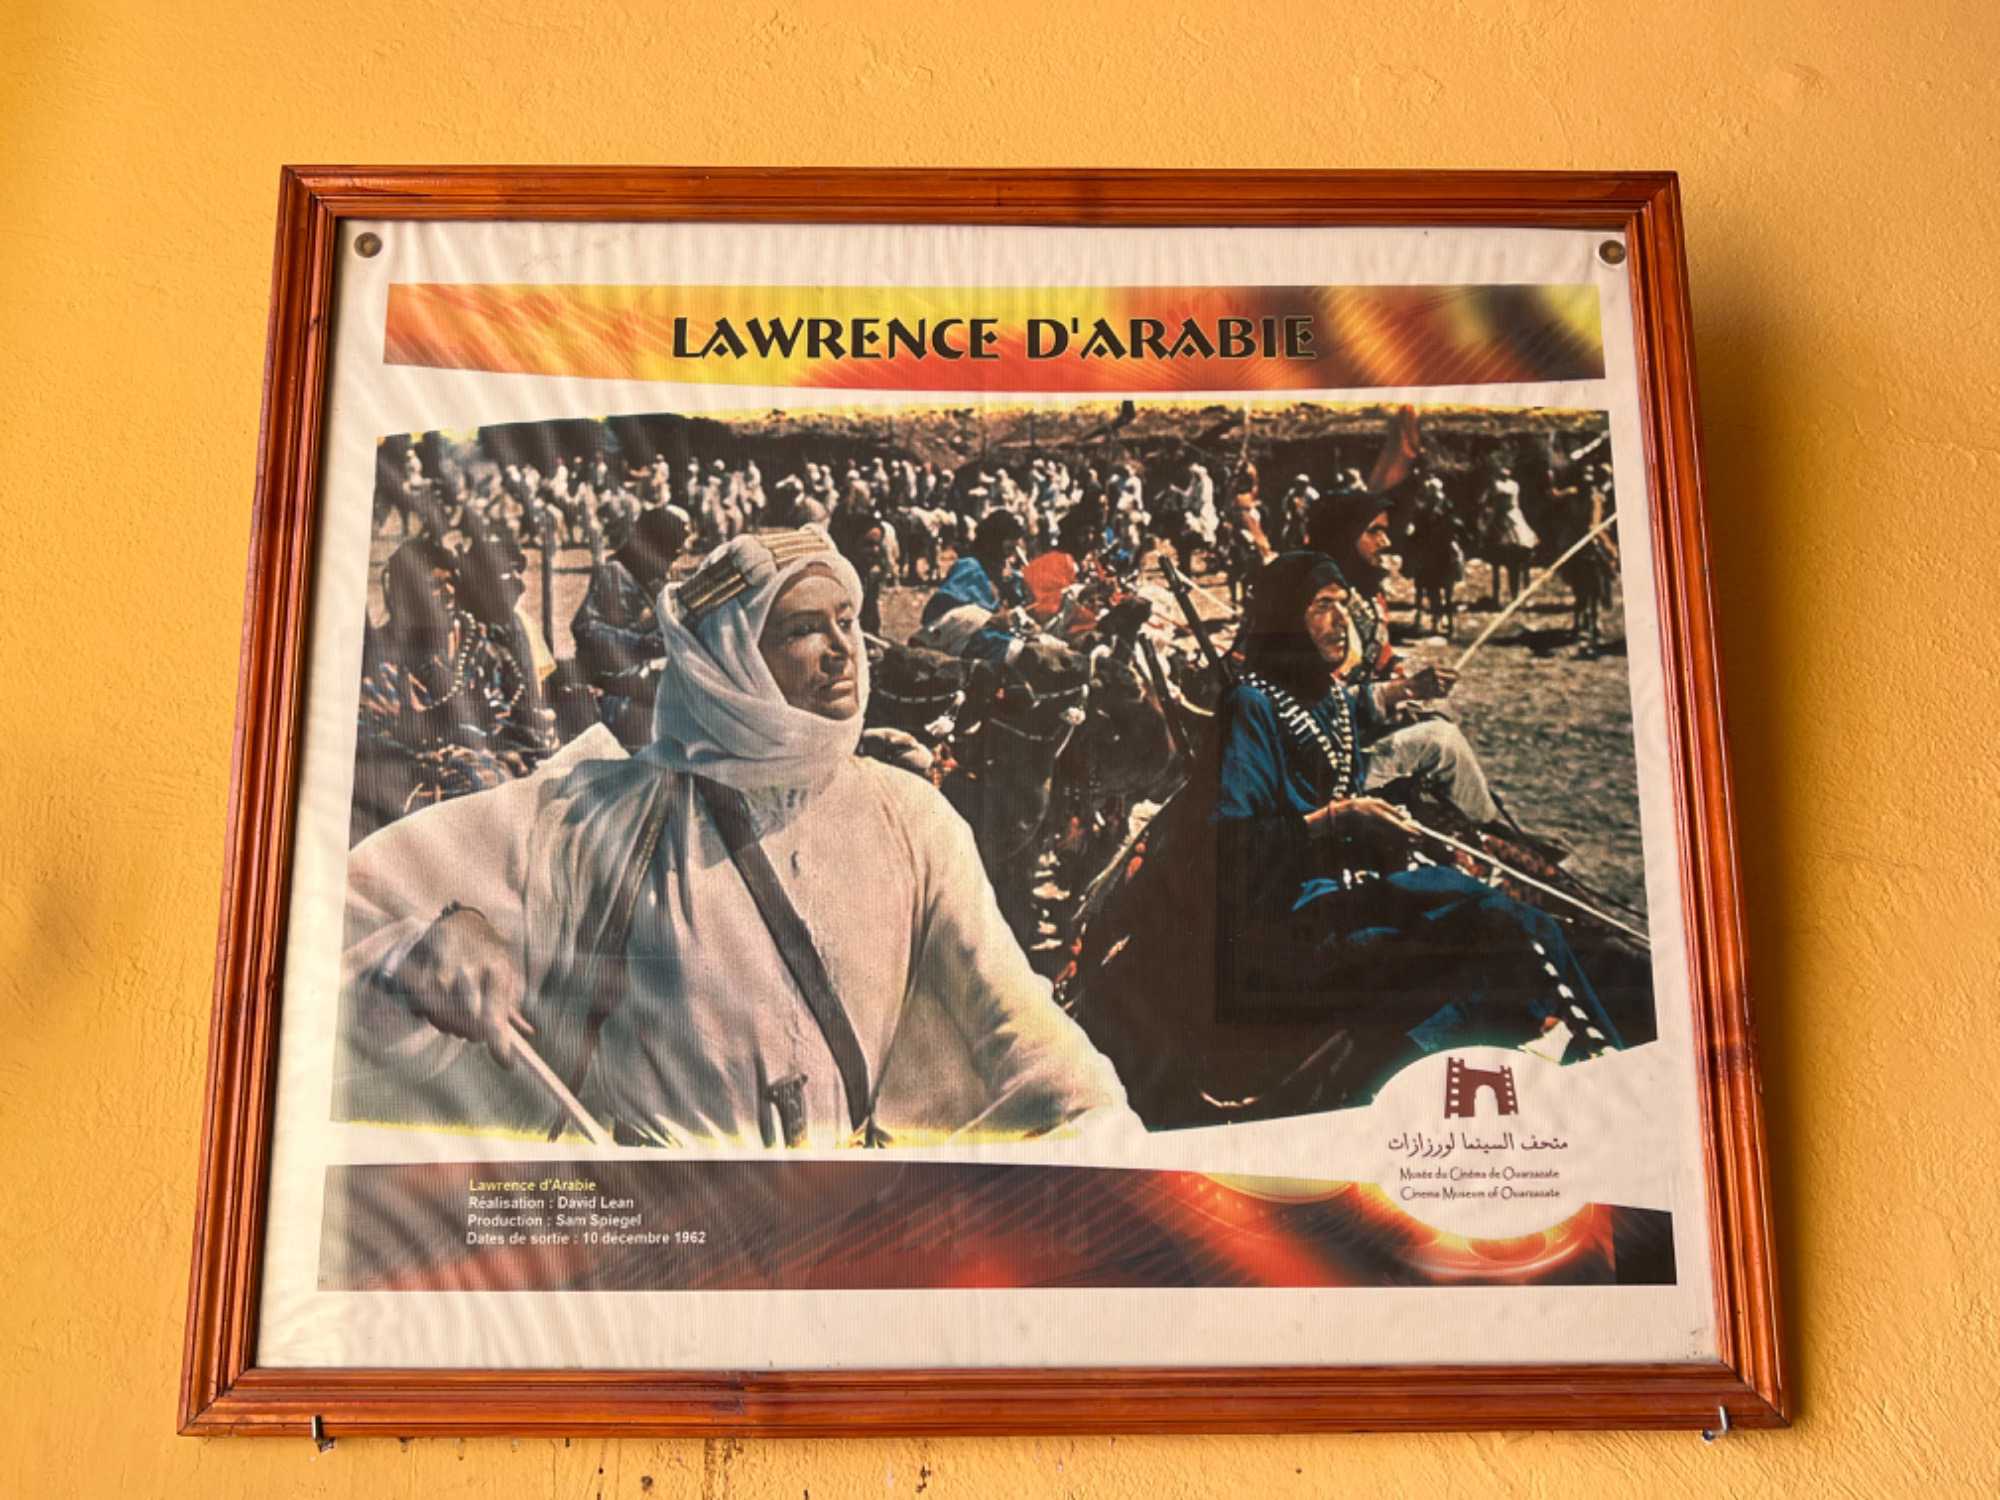 LAWRENCE D'ARABIE
متحف السينما لورزازات
Musée du Cinéma de Ouarzazate
Cinema Museum of Ouarzazate
Lawrence d'Arabie
Réalisation : David Lean
Production : Sam Spiegel
Dates de sortie : 10 décembre 1962